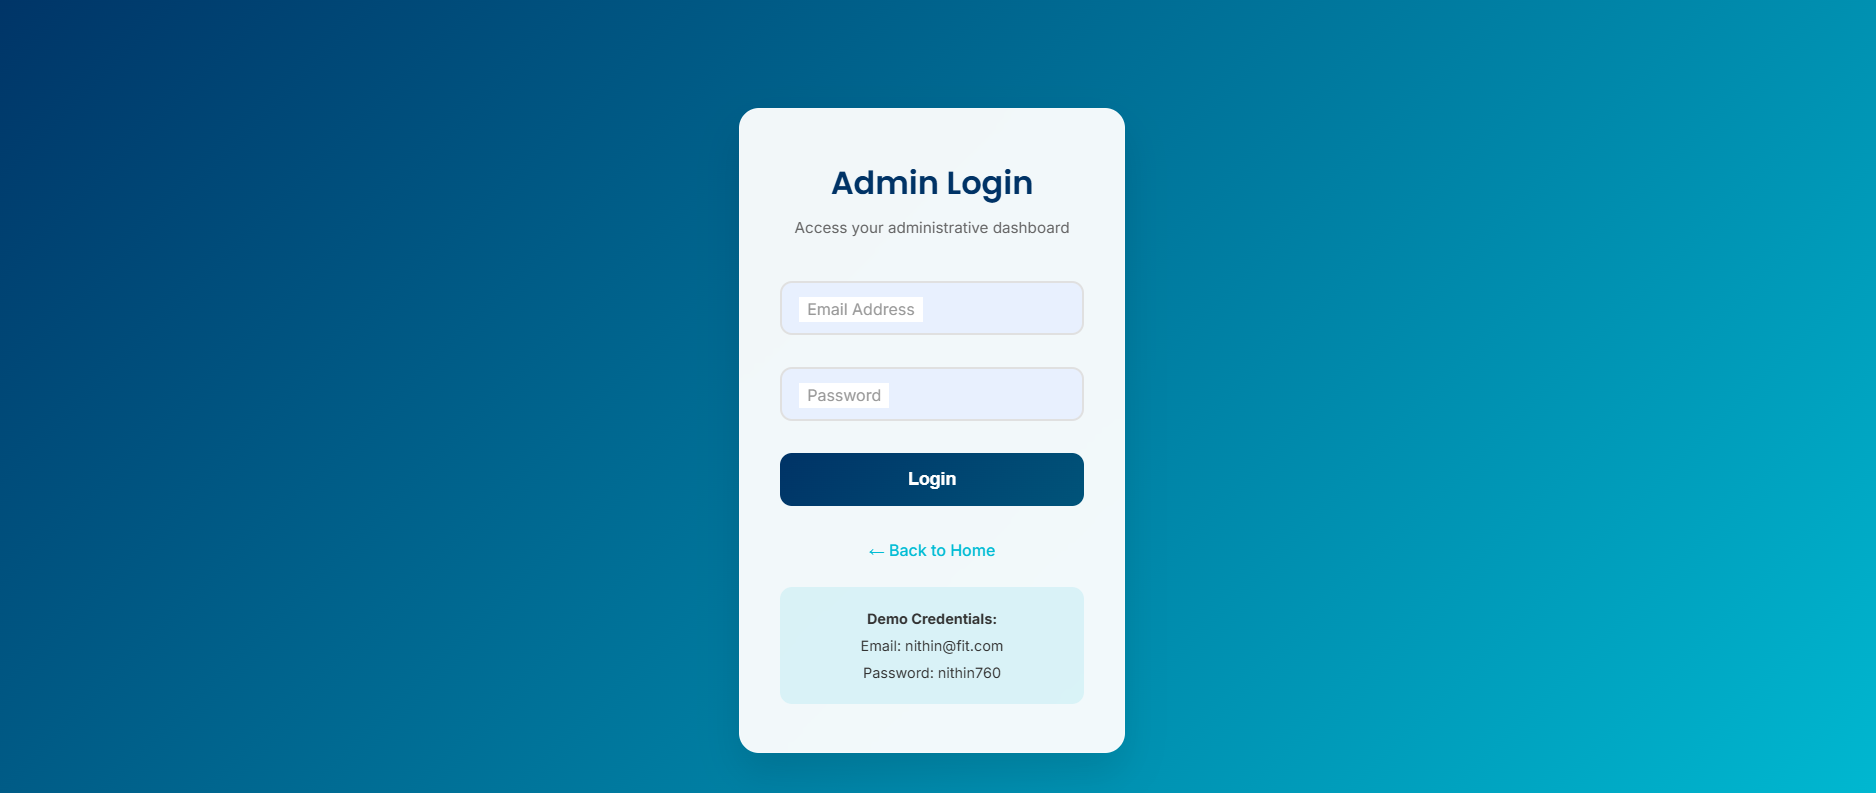 Admin Login
Access your administrative dashboard
Email Address
Password
Login
← Back to Home
Demo Credentials:
Email: nithin@fit.com
Password: nithin760